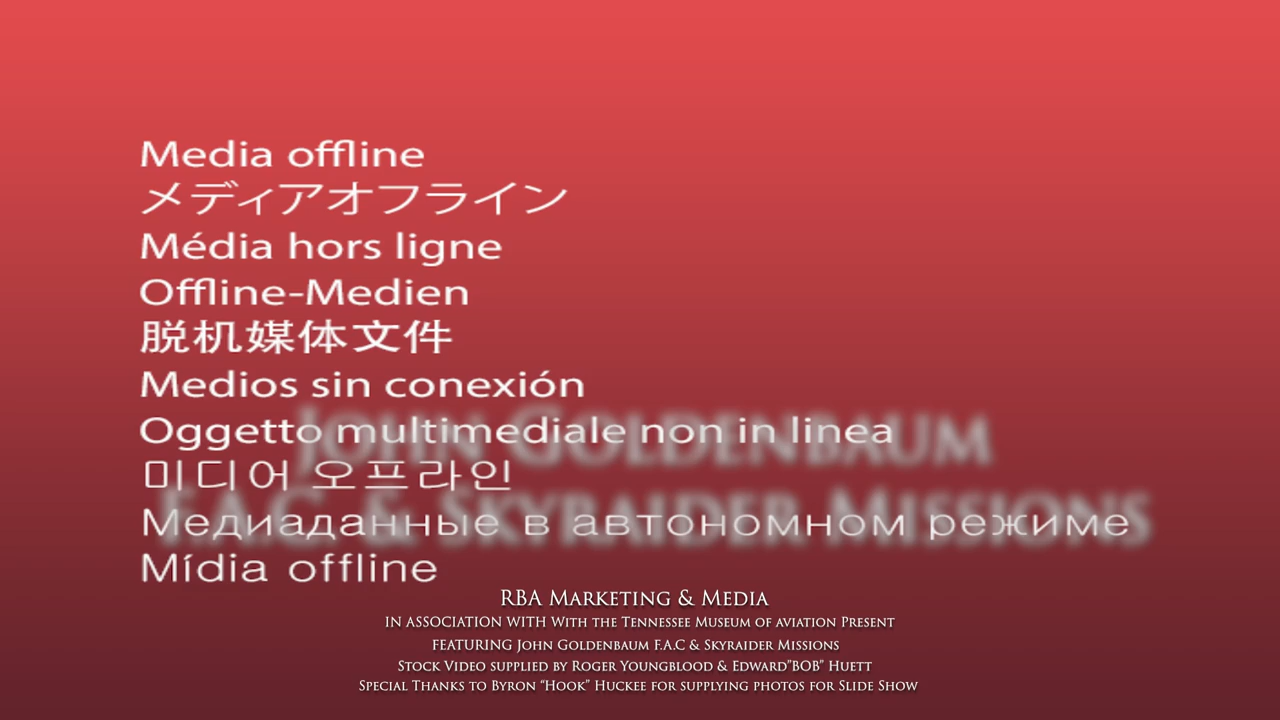 Media offline
メディアオフライン
Média hors ligne
Offline-Medien
脱机媒体文件
Medios sin conexión
Oggetto multimediale non in linea
John Goldenbaum
미디어 오프라인
F.A.C & Skyraider Missions
Медиаданные в автономном режиме
Mídia offline
RBA Marketing & Media
IN ASSOCIATION WITH With the Tennessee Museum of aviation Present
FEATURING John Goldenbaum F.A.C & Skyraider Missions
Stock Video supplied by Roger Youngblood & Edward"BOB" Huett
Special Thanks to Byron “Hook” Huckee for supplying photos for Slide Show